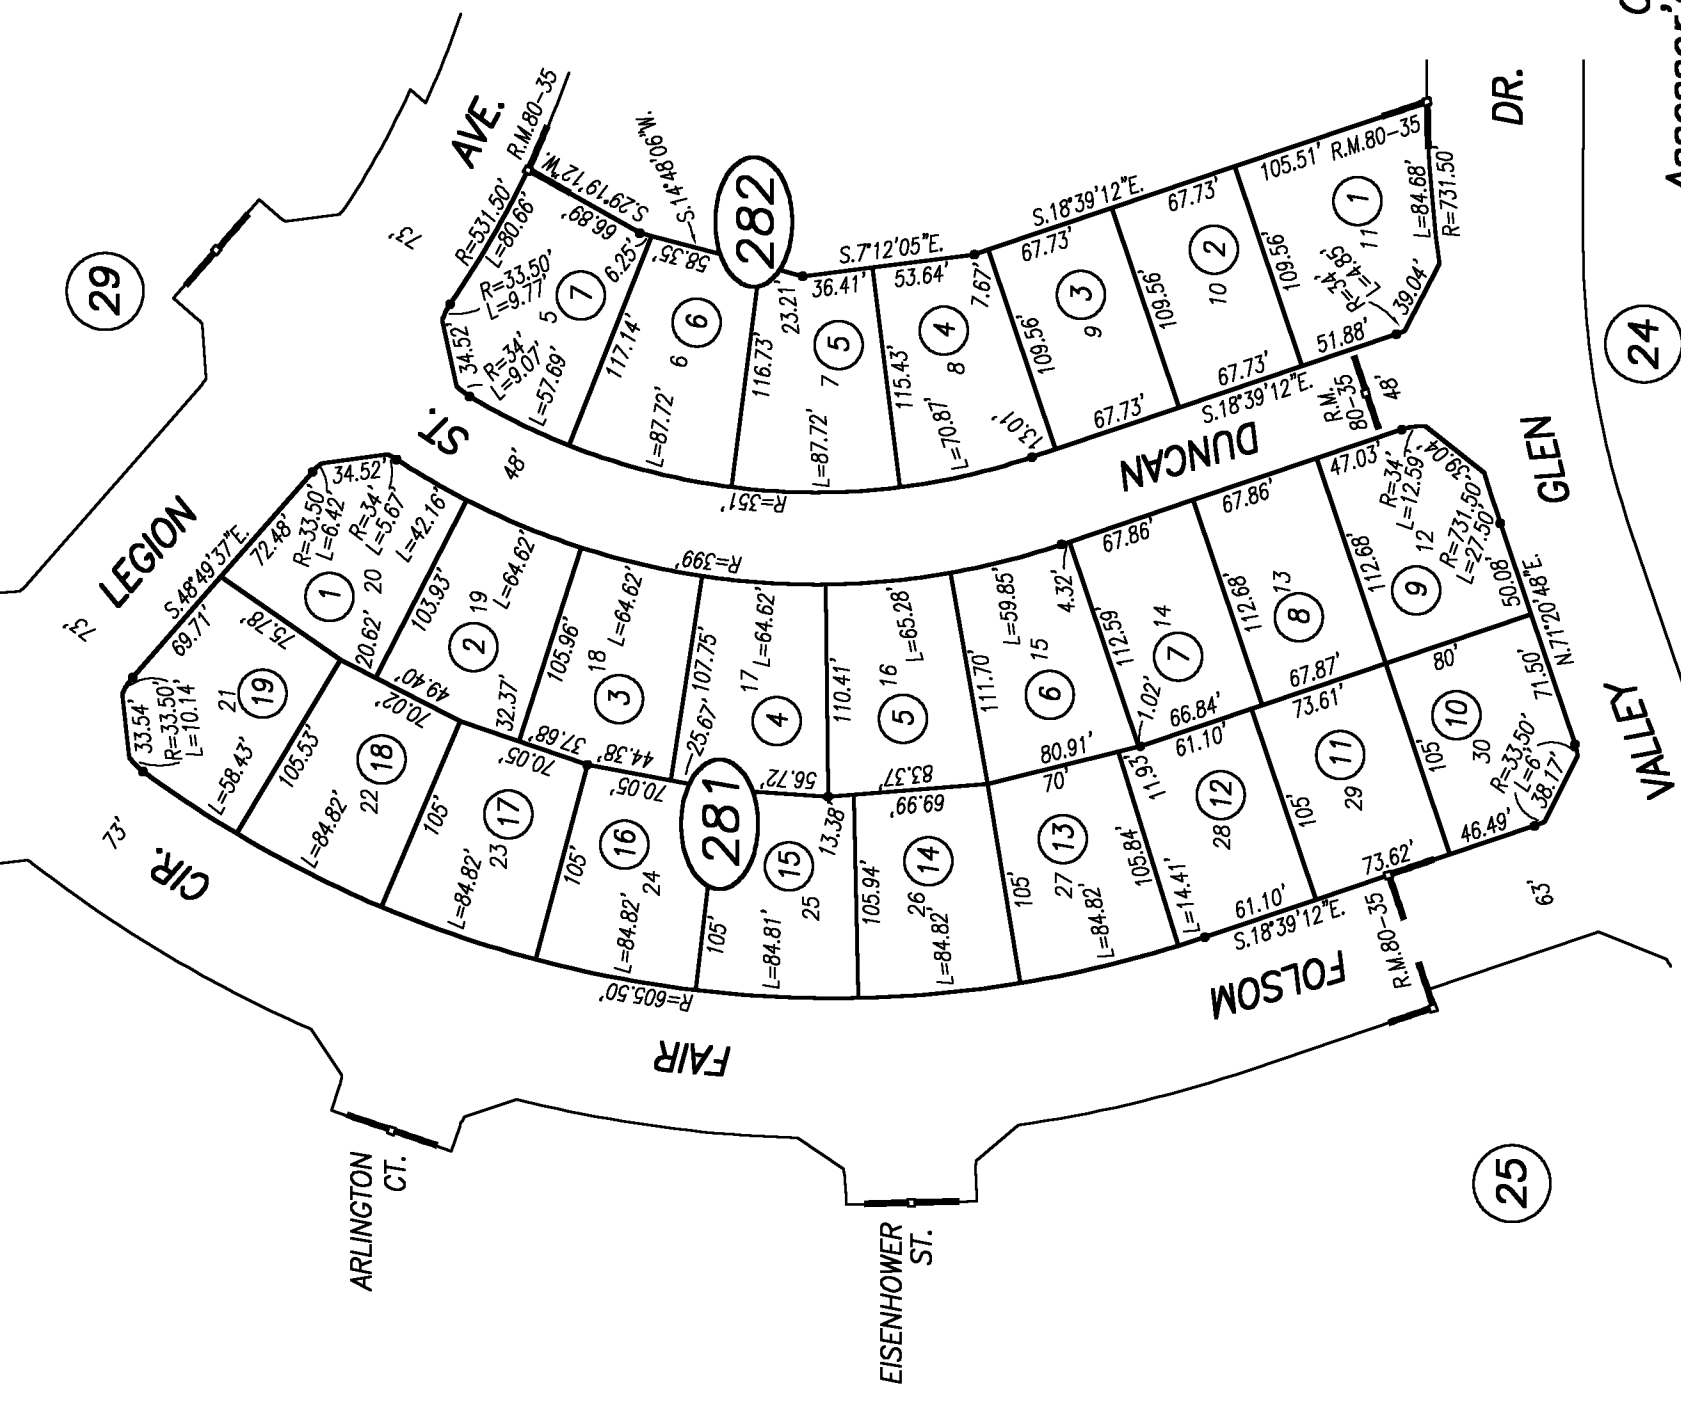 29
AVE.
R.M.80-35
R=531.50'
L=80.66'
S.29°19'12"W.
66.89'
S.14°48'06"W.
73'
R=33.50'
L=9.77'
34.52'
R=34'
L=9.07'
L=57.69'
5
7
6.25'
58.35'
282
117.14'
6
6
L=87.72'
116.73'
23.21'
S.7°12'05"E.
36.41'
53.64'
7
5
L=87.72'
115.43'
8
4
7.67'
L=70.87'
13.01'
S.18°39'12"E.
67.73'
67.73'
105.51'
R.M.80-35
109.56'
9
3
109.56'
10
2
109.56'
11
1
R=34'
L=4.85'
L=84.68'
R=731.50'
39.04'
51.88'
67.73'
67.73'
S.18°39'12"E.
R.M.
80-35
48'
DR.
24
ST.
48'
R=351'
DUNCAN
LEGION
73'
S.48°49'37"E.
72.48'
69.71'
34.52'
R=33.50'
L=6.42'
R=34'
L=5.67'
L=42.16'
1
20
75.78'
20.62'
103.93'
2
19
L=64.62'
49.40'
32.37'
105.96'
3
18
L=64.62'
R=399'
37.68'
44.38'
25.67'
107.75'
17
4
L=64.62'
56.72'
110.41'
16
5
L=65.28'
83.37'
111.70'
15
6
L=59.85'
4.32'
80.91'
112.59'
1.02'
14
7
67.86'
66.84'
112.68'
13
8
67.86'
67.87'
112.68'
47.03'
R=34'
L=12.59'
39.04'
12
9
R=731.50'
L=27.50'
50.08'
N.71°20'48"E.
71.50'
80'
GLEN
VALLEY
33.54'
R=33.50'
L=10.14'
21
19
L=58.43'
105.53'
70.02'
22
18
L=84.82'
105'
70.05'
23
17
L=84.82'
105'
70.05'
16
24
L=84.82'
281
105'
15
25
L=84.81'
13.38'
105.94'
69.99'
26
14
L=84.82'
105'
70'
27
13
L=84.82'
105.84'
11.93'
61.10'
L=14.41'
28
12
61.10'
105'
73.61'
29
11
73.62'
105'
10
30
R=33.50'
L=6'
38.17'
46.49'
S.18°39'12"E.
R.M.80-35
63'
73'
CIR.
R=605.50'
FAIR
FOLSOM
ARLINGTON
CT.
EISENHOWER
ST.
25